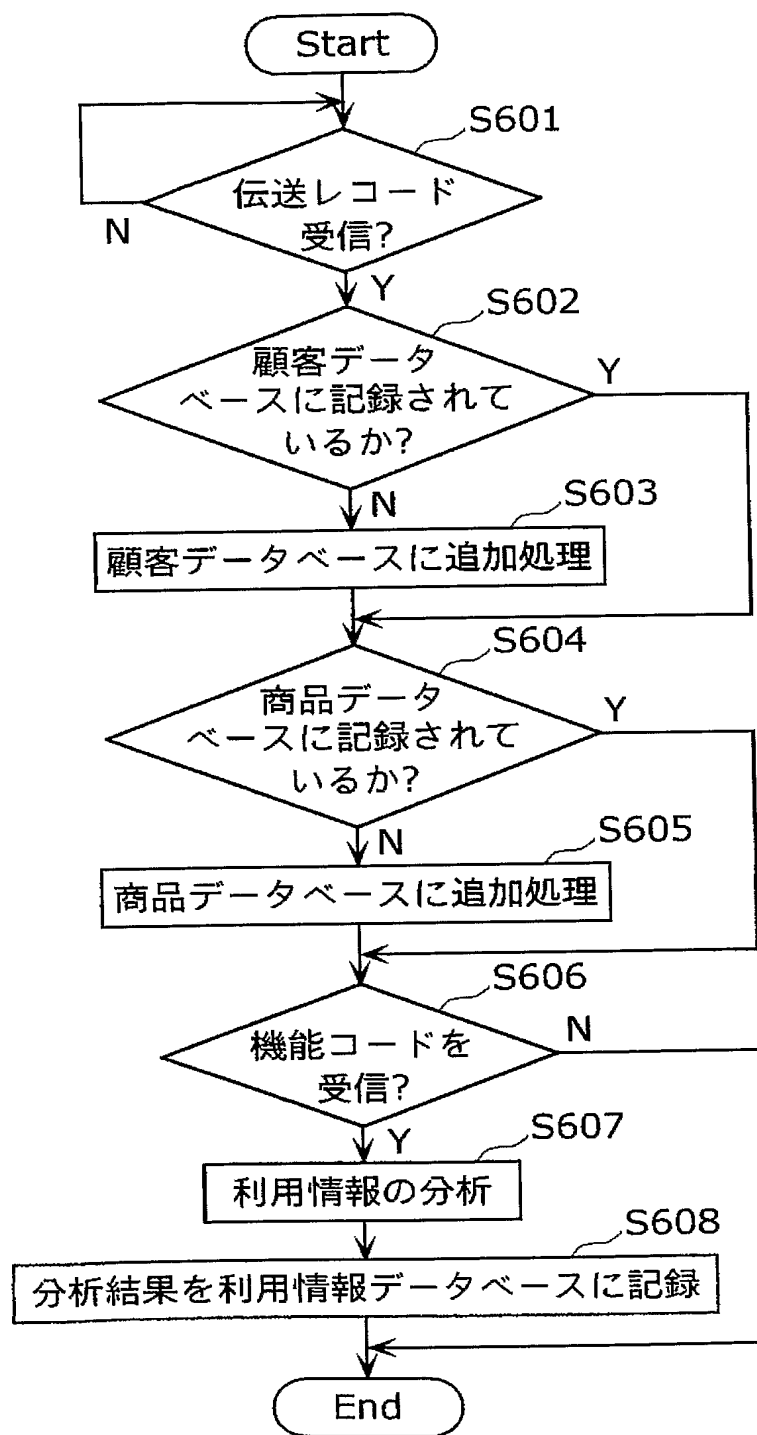 Start
S601
伝送レコード
受信?
N
Y
S602
顧客データ
ベースに記録されて
いるか?
Y
N
S603
顧客データベースに追加処理
S604
商品データ
ベースに記録されて
いるか?
Y
N
S605
商品データベースに追加処理
S606
機能コードを
受信?
N
Y
S607
利用情報の分析
S608
分析結果を利用情報データベースに記録
End